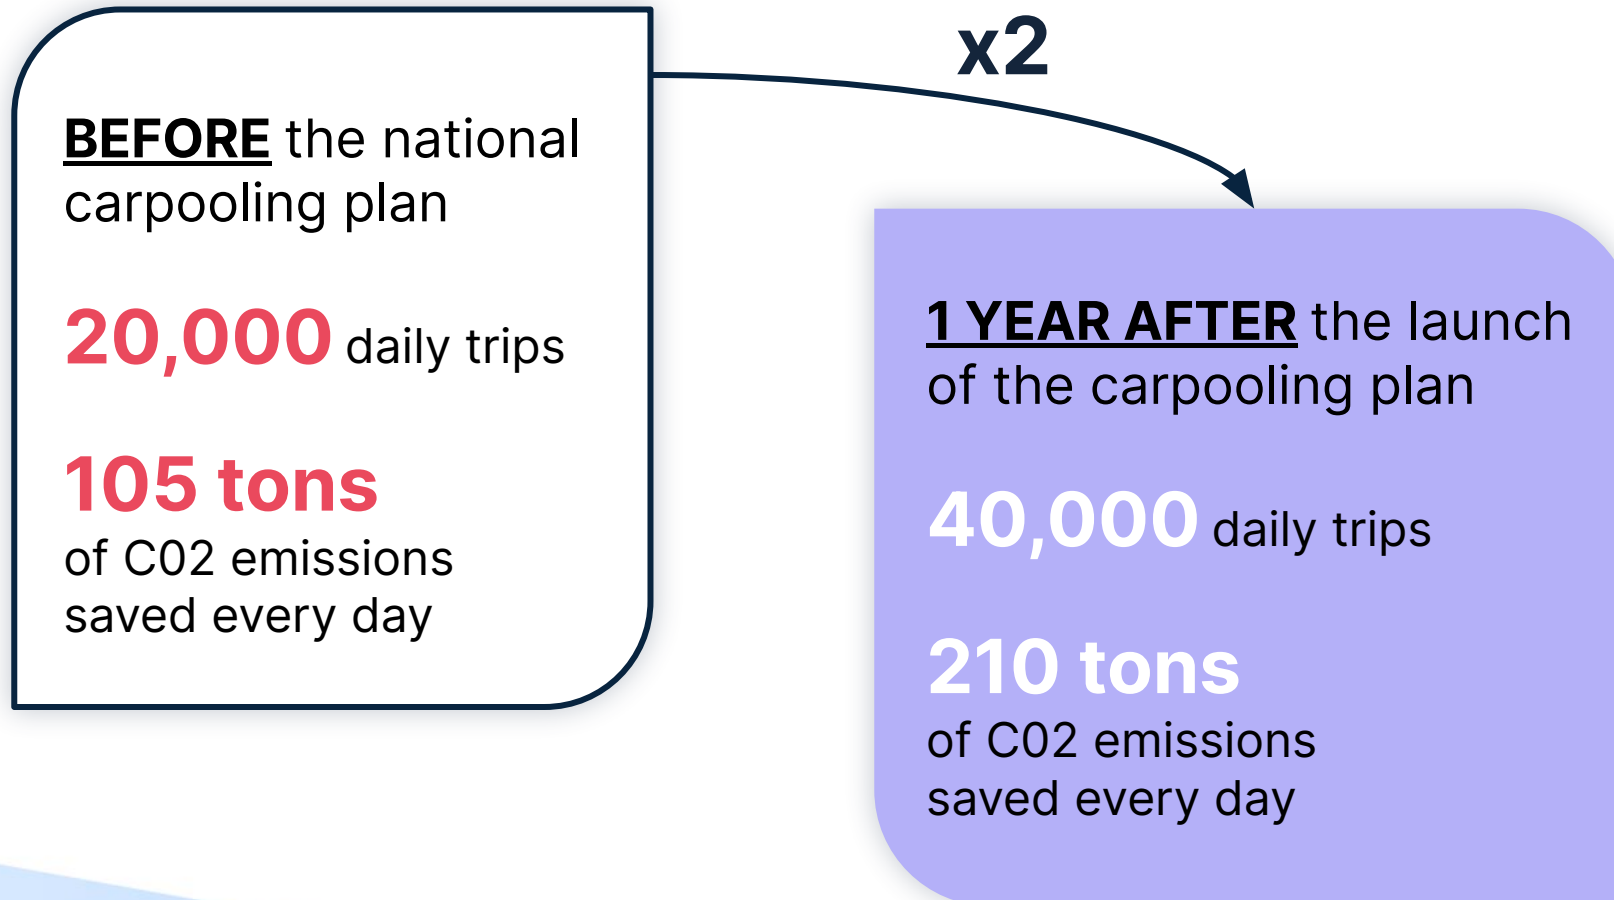 BEFORE the national
carpooling plan
20,000 daily trips
105 tons
of C02 emissions
saved every day
x2
1 YEAR AFTER the launch
of the carpooling plan
40,000 daily trips
210 tons
of C02 emissions
saved every day